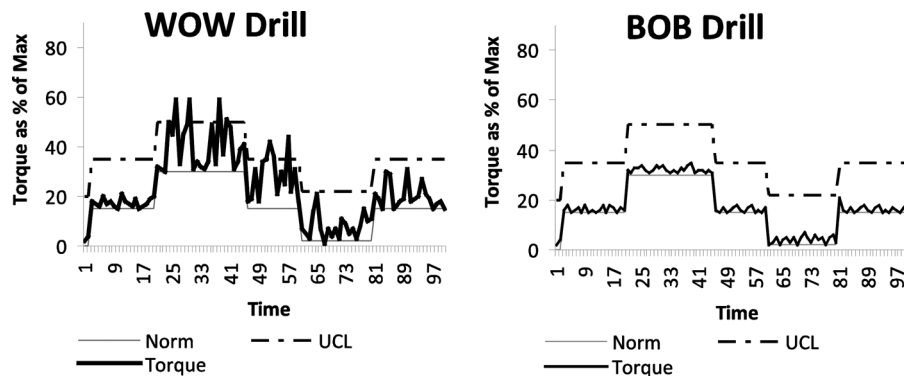 WOW Drill
Torque as % of Max
80
60
40
20
0
1 9 17 25 33 41 49 57 65 73 81 89 97
Time
Norm UCL
Torque
BOB Drill
Torque as % of Max
80
60
40
20
0
1 9 17 25 33 41 49 57 65 73 81 89 97
Time
Norm UCL
Torque